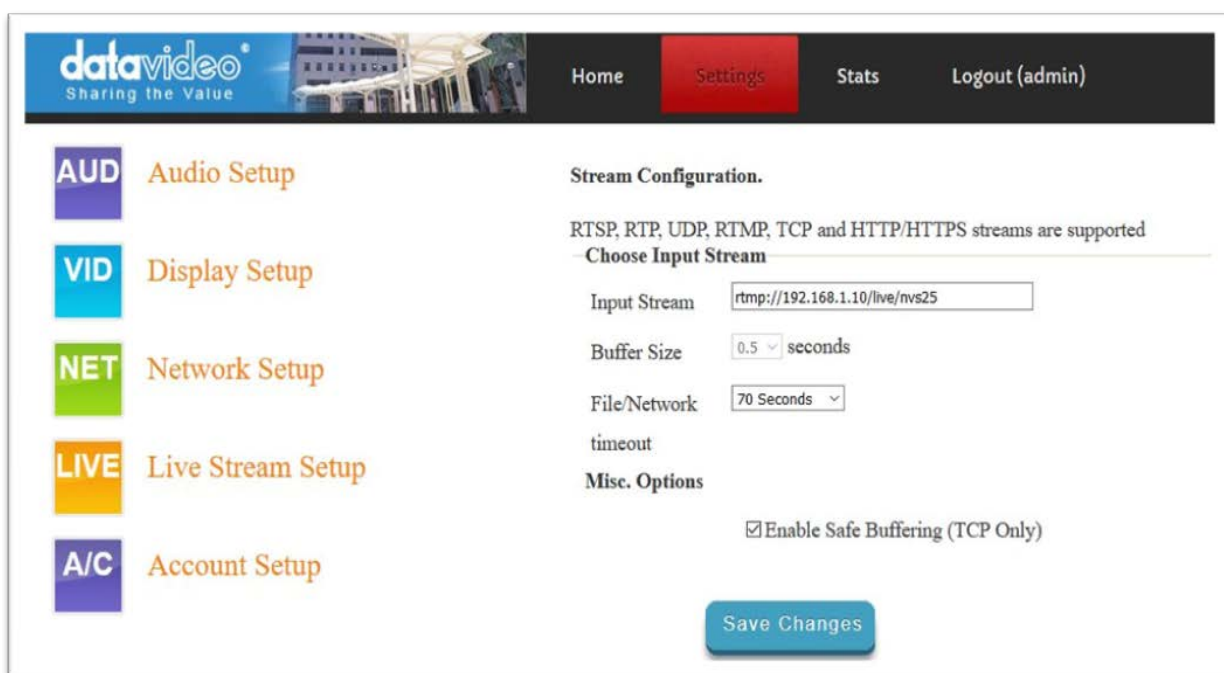 datavideo®
Sharing the Value
Home
Settings
Stats
Logout (admin)
AUD
Audio Setup
VID
Display Setup
NET
Network Setup
LIVE
Live Stream Setup
A/C
Account Setup
Stream Configuration.
RTSP, RTP, UDP, RTMP, TCP and HTTP/HTTPS streams are supported
Choose Input Stream
Input Stream
rtmp://192.168.1.10/live/nvs25
Buffer Size
0.5 seconds
File/Network
timeout
70 Seconds
Misc. Options
Enable Safe Buffering (TCP Only)
Save Changes